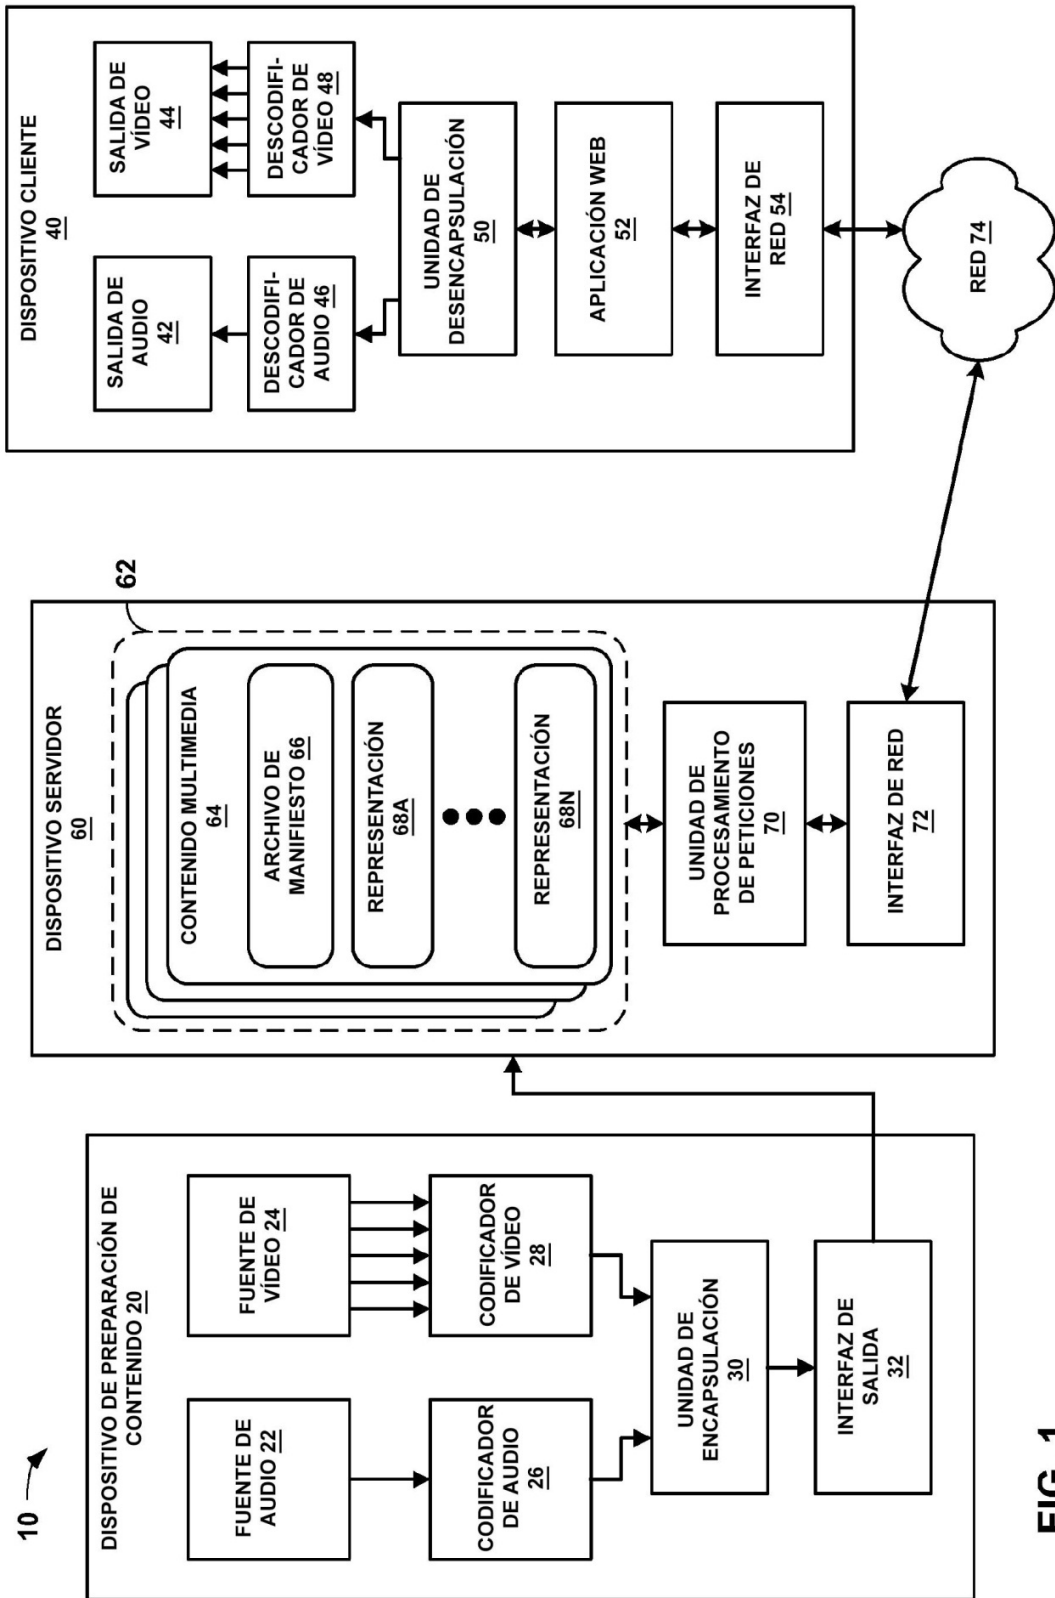 10
DISPOSITIVO DE PREPARACIÓN DE
CONTENIDO 20
FUENTE DE
AUDIO 22
FUENTE DE
VÍDEO 24
CODIFICADOR
DE AUDIO
26
CODIFICADOR
DE VÍDEO
28
UNIDAD DE
ENCAPSULACIÓN
30
INTERFAZ DE
SALIDA
32
DISPOSITIVO SERVIDOR
60
62
CONTENIDO MULTIMEDIA
64
ARCHIVO DE
MANIFIESTO 66
REPRESENTACIÓN
68A
REPRESENTACIÓN
68N
UNIDAD DE
PROCESAMIENTO
DE PETICIONES
70
INTERFAZ DE RED
72
DISPOSITIVO CLIENTE
40
SALIDA DE
AUDIO
42
SALIDA DE
VÍDEO
44
DESCODIFI-
CADOR DE
AUDIO 46
DESCODIFI-
CADOR DE
VÍDEO 48
UNIDAD DE
DESENCAPSULACIÓN
50
APLICACIÓN WEB
52
INTERFAZ DE
RED 54
RED 74
FIG. 1